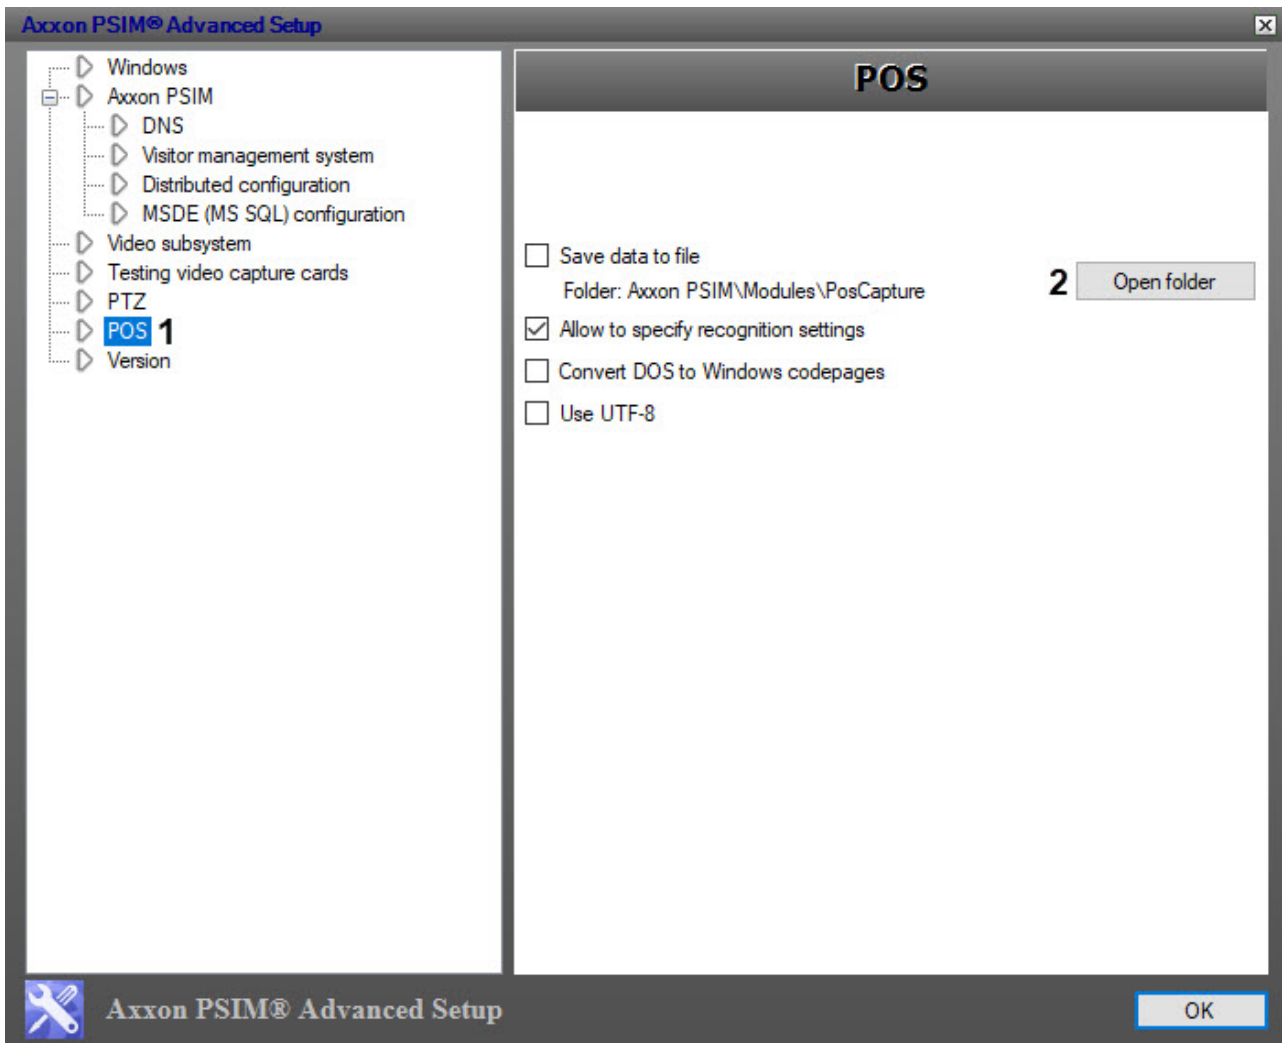 Axxon PSIM® Advanced Setup
Windows
Axxon PSIM
DNS
Visitor management system
Distributed configuration
MSDE (MS SQL) configuration
Video subsystem
Testing video capture cards
PTZ
POS 1
Version
POS
Save data to file
Folder: Axxon PSIM\Modules\PosCapture
2 Open folder
Allow to specify recognition settings
Convert DOS to Windows codepages
Use UTF-8
Axxon PSIM® Advanced Setup
OK